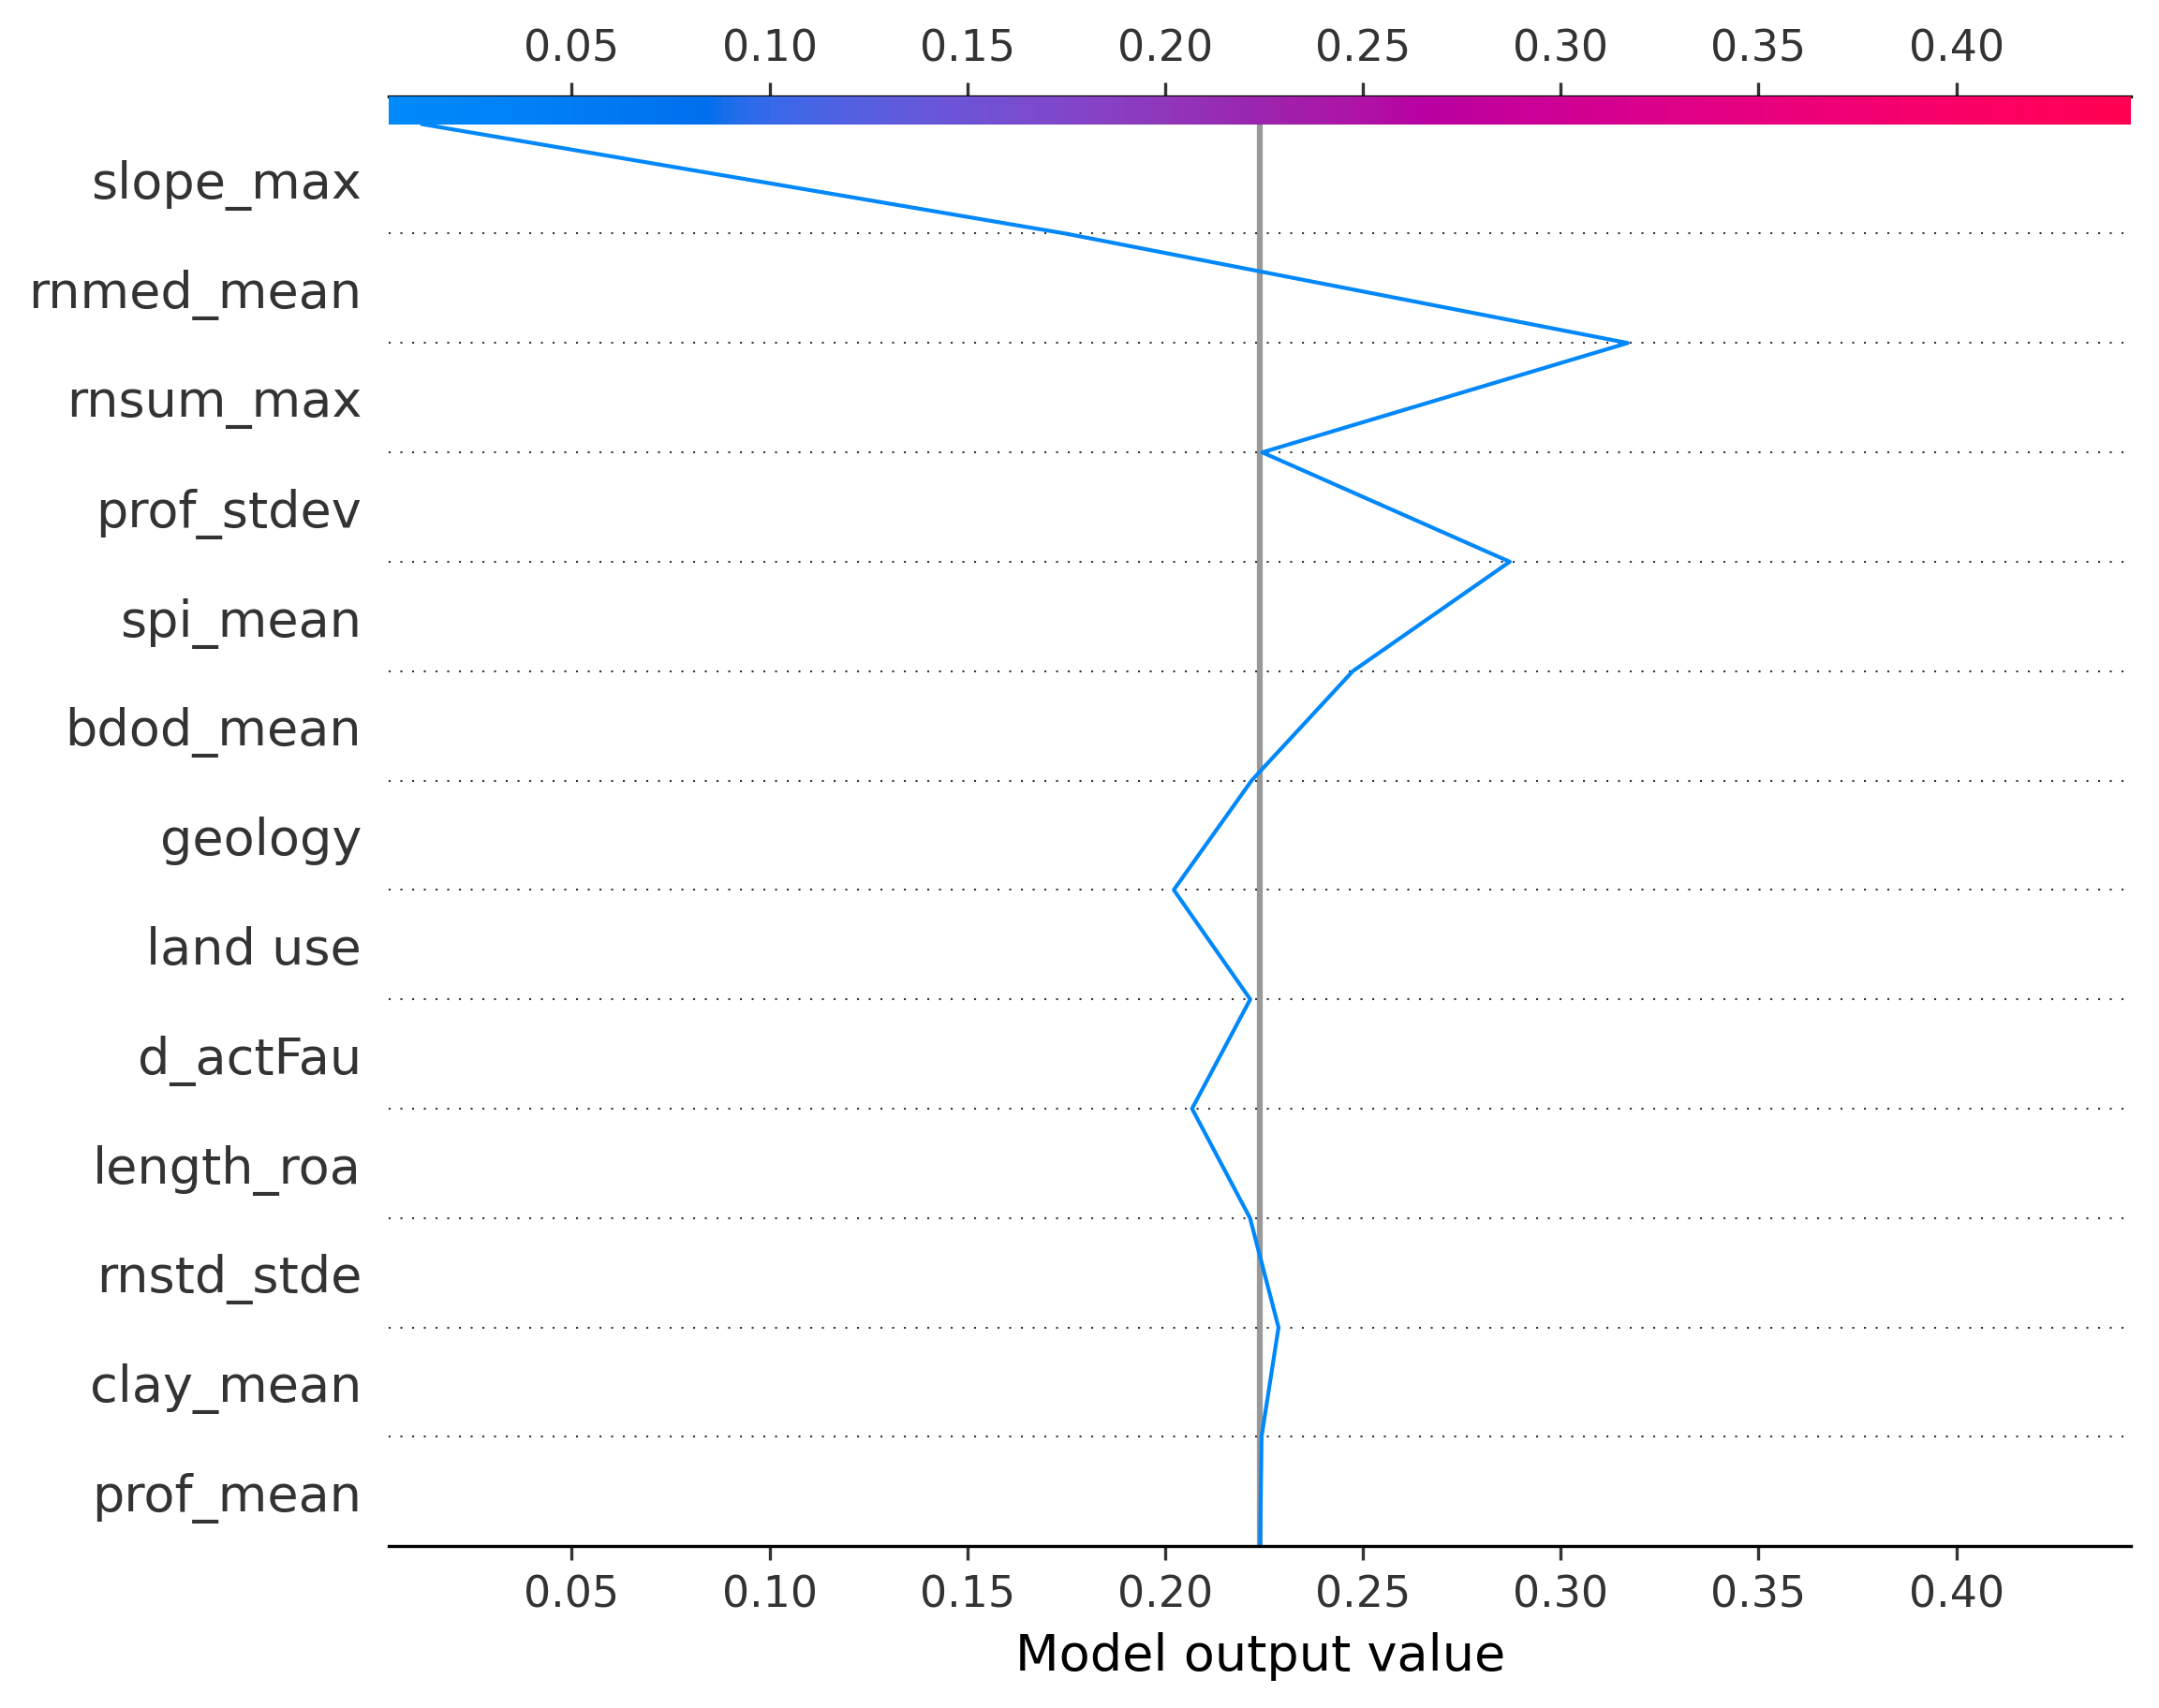 0.05 0.10 0.15 0.20 0.25 0.30 0.35 0.40
slope_max
rnmed_mean
rnsum_max
prof_stdev
spi_mean
bdod_mean
geology
land use
d_actFau
length_roa
rnstd_stde
clay_mean
prof_mean
0.05 0.10 0.15 0.20 0.25 0.30 0.35 0.40
Model output value